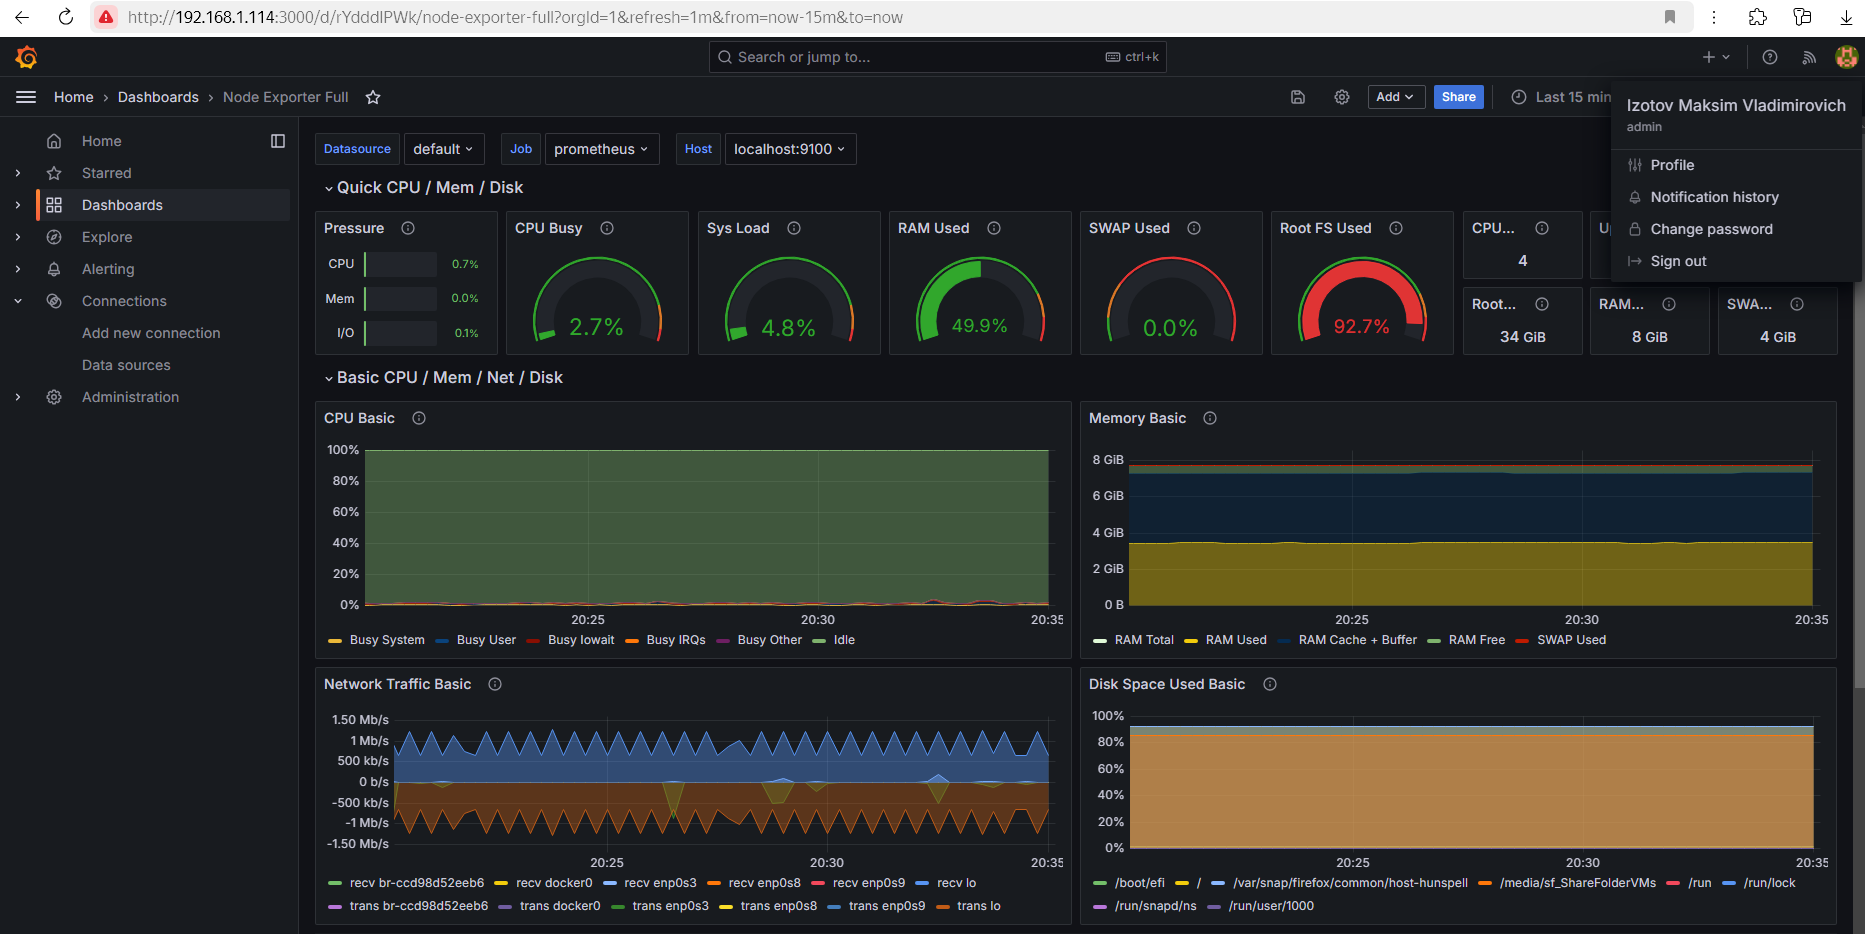 http://192.168.1.114:3000/d/rYdddlPWk/node-exporter-full?orgId=1&refresh=1m&from=now-15m&to=now
Search or jump to...
ctrl+k
Home › Dashboards › Node Exporter Full
Add
Share
Last 15 min
Izotov Maksim Vladimirovich
admin
Profile
Notification history
Change password
Sign out
Home
Starred
Dashboards
Explore
Alerting
Connections
Add new connection
Data sources
Administration
Datasource default Job prometheus Host localhost:9100
Quick CPU / Mem / Disk
Pressure
CPU 0.7%
Mem 0.0%
I/O 0.1%
CPU Busy
2.7%
Sys Load
4.8%
RAM Used
49.9%
SWAP Used
0.0%
Root FS Used
92.7%
CPU...
4
Root...
34 GiB
RAM...
8 GiB
SWA...
4 GiB
Basic CPU / Mem / Net / Disk
CPU Basic
100%
80%
60%
40%
20%
0%
20:25 20:30 20:35
Busy System Busy User Busy Iowait Busy IRQs Busy Other Idle
Memory Basic
8 GiB
6 GiB
4 GiB
2 GiB
0 B
20:25 20:30 20:35
RAM Total RAM Used RAM Cache + Buffer RAM Free SWAP Used
Network Traffic Basic
1.50 Mb/s
1 Mb/s
500 kb/s
0 b/s
-500 kb/s
-1 Mb/s
-1.50 Mb/s
20:25 20:30 20:35
recv br-ccd98d52eeb6 recv docker0 recv enp0s3 recv enp0s8 recv enp0s9 recv lo
trans br-ccd98d52eeb6 trans docker0 trans enp0s3 trans enp0s8 trans enp0s9 trans lo
Disk Space Used Basic
100%
80%
60%
40%
20%
0%
20:25 20:30 20:35
/boot/efi / /var/snap/firefox/common/host-hunspell /media/sf_ShareFolderVMs /run /run/lock
/run/snapd/ns /run/user/1000